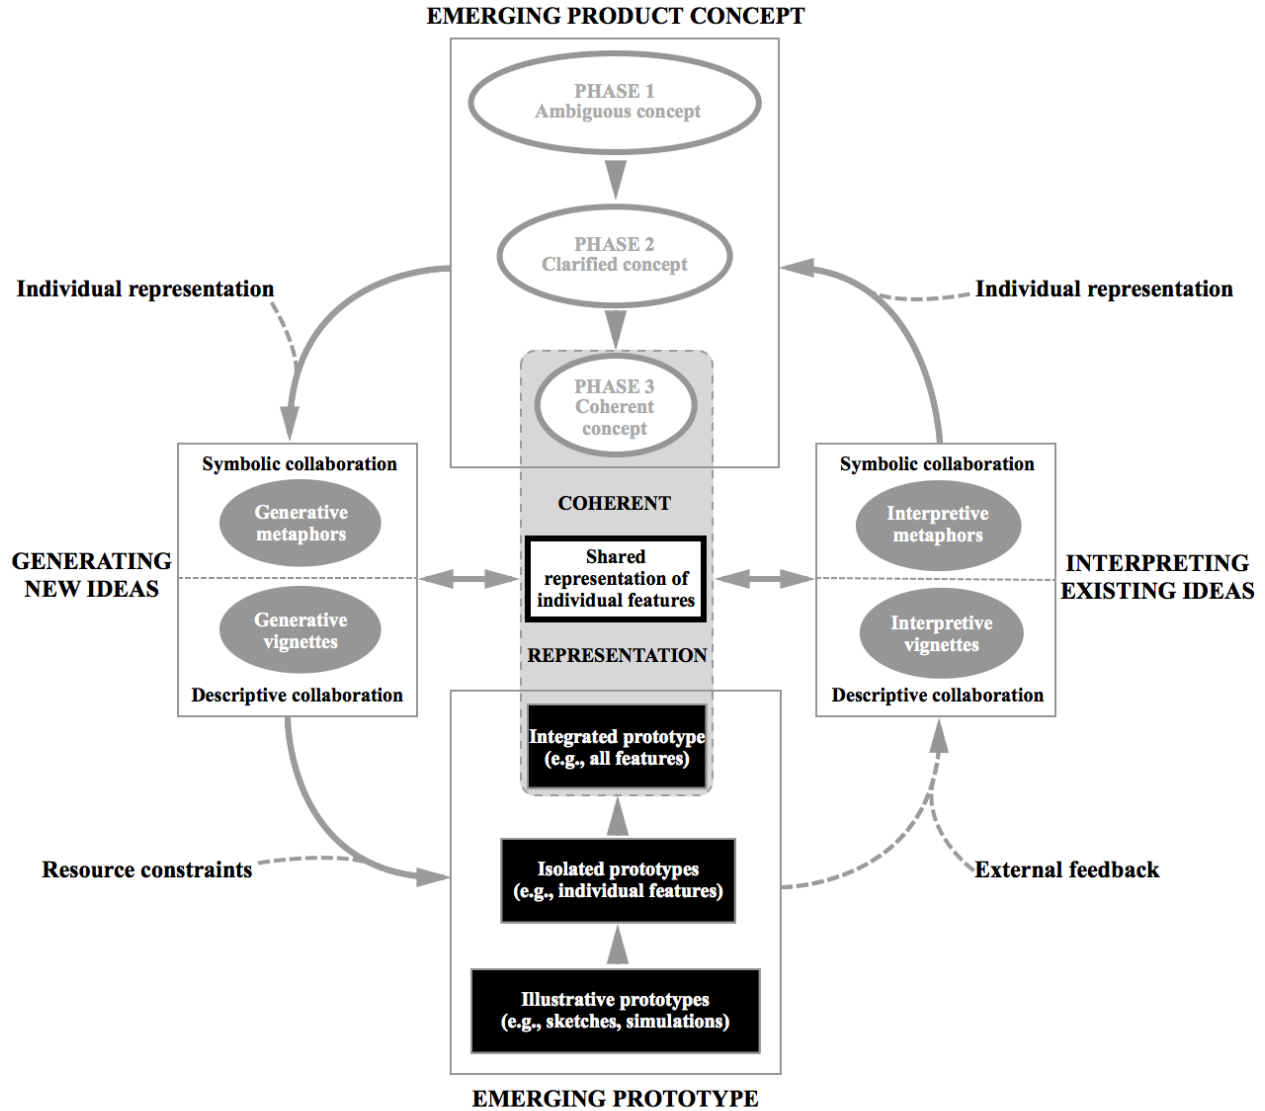 EMERGING PRODUCT CONCEPT
PHASE 1
Ambiguous concept
PHASE 2
Clarified concept
Individual representation
Individual representation
PHASE 3
Coherent
concept
Symbolic collaboration
Generative
metaphors
GENERATING
NEW IDEAS
Generative
vignettes
Descriptive collaboration
COHERENT
Shared
representation of
individual features
REPRESENTATION
Symbolic collaboration
Interpretive
metaphors
INTERPRETING
EXISTING IDEAS
Interpretive
vignettes
Descriptive collaboration
Integrated prototype
(e.g., all features)
Resource constraints
Isolated prototypes
(e.g., individual features)
External feedback
Illustrative prototypes
(e.g., sketches, simulations)
EMERGING PROTOTYPE